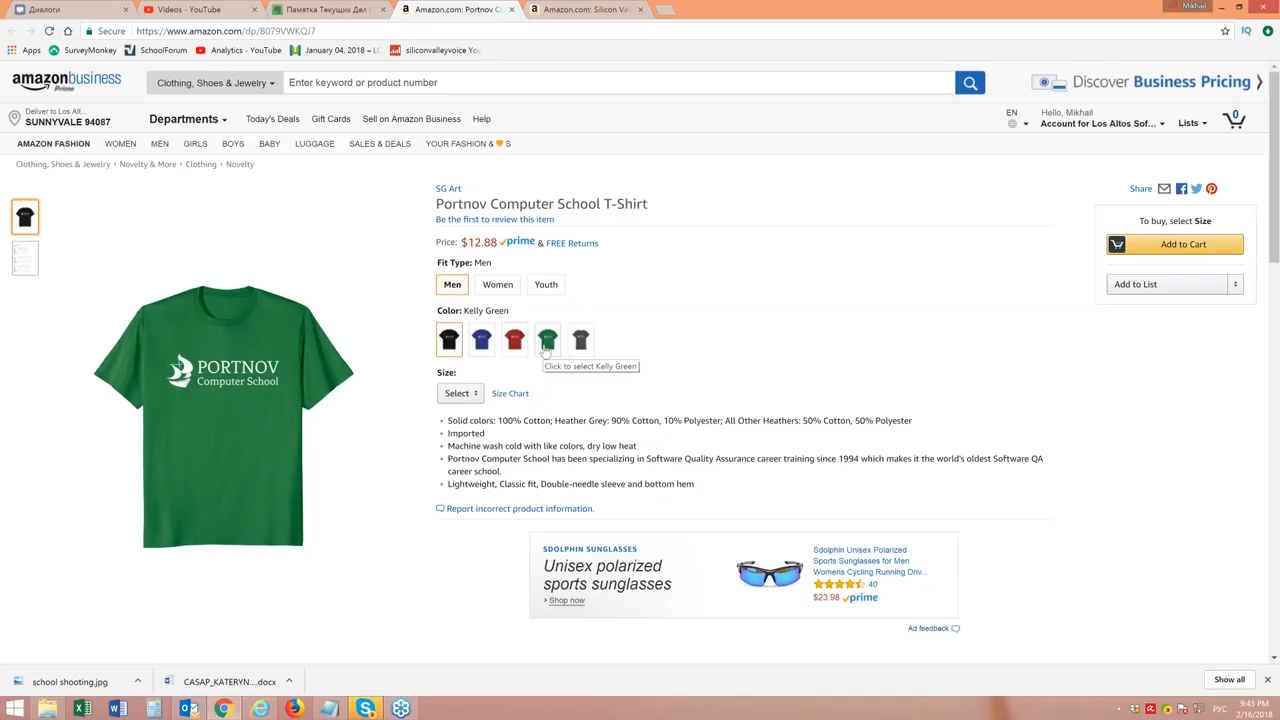 Диалоги
Videos - YouTube
Памятка Текущих Дел
Amazon.com: Portnov C
Amazon.com: Silicon Val
Mikhail
Secure
https://www.amazon.com/dp/B079VWKQJ7
Apps
SurveyMonkey
SchoolForum
Analytics - YouTube
January 04, 2018 – L
siliconvalleyvoice You
amazonbusiness
Prime
Clothing, Shoes & Jewelry
Enter keyword or product number
Discover Business Pricing
Deliver to Los Alt...
SUNNYVALE 94087
Departments
Today's Deals
Gift Cards
Sell on Amazon Business
Help
EN
Hello, Mikhail
Account for Los Altos Sof...
Lists
0
AMAZON FASHION
WOMEN
MEN
GIRLS
BOYS
BABY
LUGGAGE
SALES & DEALS
YOUR FASHION & 🧡 S
Clothing, Shoes & Jewelry › Novelty & More › Clothing › Novelty
SG Art
Portnov Computer School T-Shirt
Be the first to review this item
Price: $12.88 prime & FREE Returns
Fit Type: Men
Men
Women
Youth
Color: Kelly Green
Click to select Kelly Green
Size:
Select
Size Chart
Solid colors: 100% Cotton; Heather Grey: 90% Cotton, 10% Polyester; All Other Heathers: 50% Cotton, 50% Polyester
Imported
Machine wash cold with like colors, dry low heat
Portnov Computer School has been specializing in Software Quality Assurance career training since 1994 which makes it the world's oldest Software QA
career school.
Lightweight, Classic fit, Double-needle sleeve and bottom hem
Report incorrect product information.
Share
To buy, select Size
Add to Cart
Add to List
PORTNOV
Computer School
SDOLPHIN SUNGLASSES
Unisex polarized
sports sunglasses
› Shop now
Sdolphin Unisex Polarized
Sports Sunglasses for Men
Womens Cycling Running Driv...
40
$23.98 prime
Ad feedback
school shooting.jpg
CASAP_KATERYN....docx
Show all
РУС
9:43 PM
2/16/2018